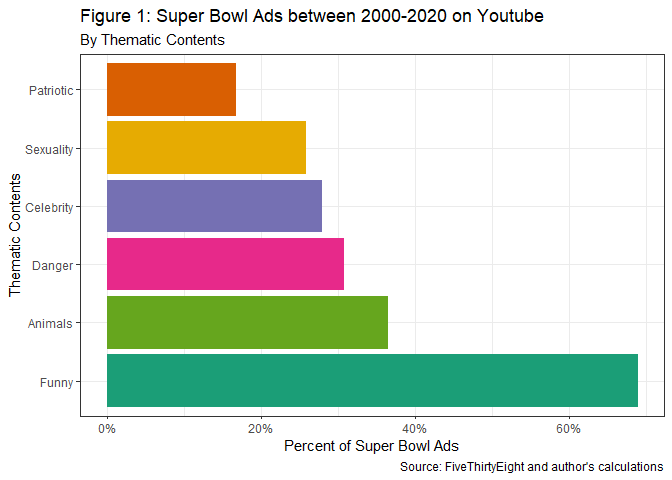 Figure 1: Super Bowl Ads between 2000-2020 on Youtube
By Thematic Contents
Thematic Contents
Patriotic
Sexuality
Celebrity
Danger
Animals
Funny
0% 20% 40% 60%
Percent of Super Bowl Ads
Source: FiveThirtyEight and author's calculations